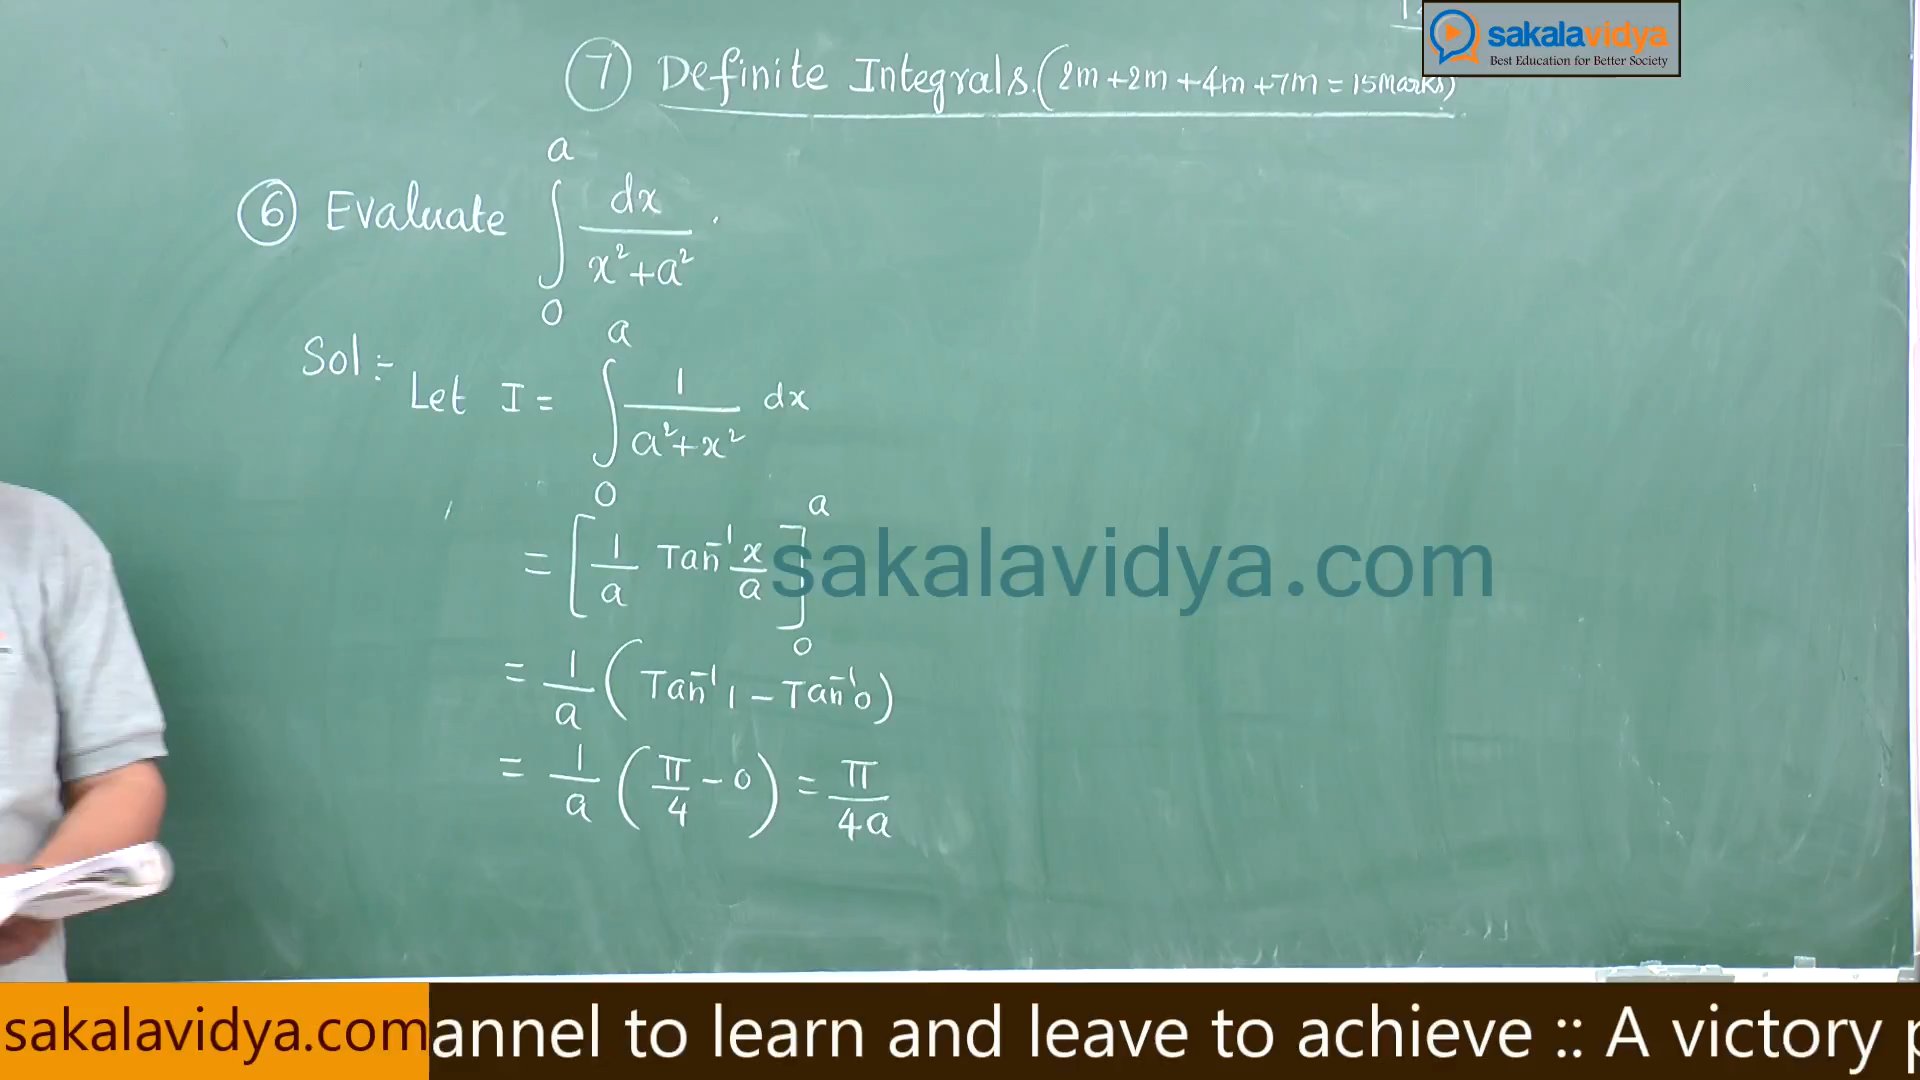 sakalavidya
Best Education for Better Society
7 Definite Integrals. (2m+2m+4m+7m=15Marks)
6 Evaluate ∫₀ᵃ dx/(x²+a²).
Sol:- Let I = ∫₀ᵃ 1/(a²+x²) dx
= [1/a Tan⁻¹ x/a]₀ᵃ
sakalavidya.com
= 1/a (Tan⁻¹1 - Tan⁻¹0)
= 1/a (π/4 - 0) = π/4a
sakalavidya.com annel to learn and leave to achieve :: A victory p